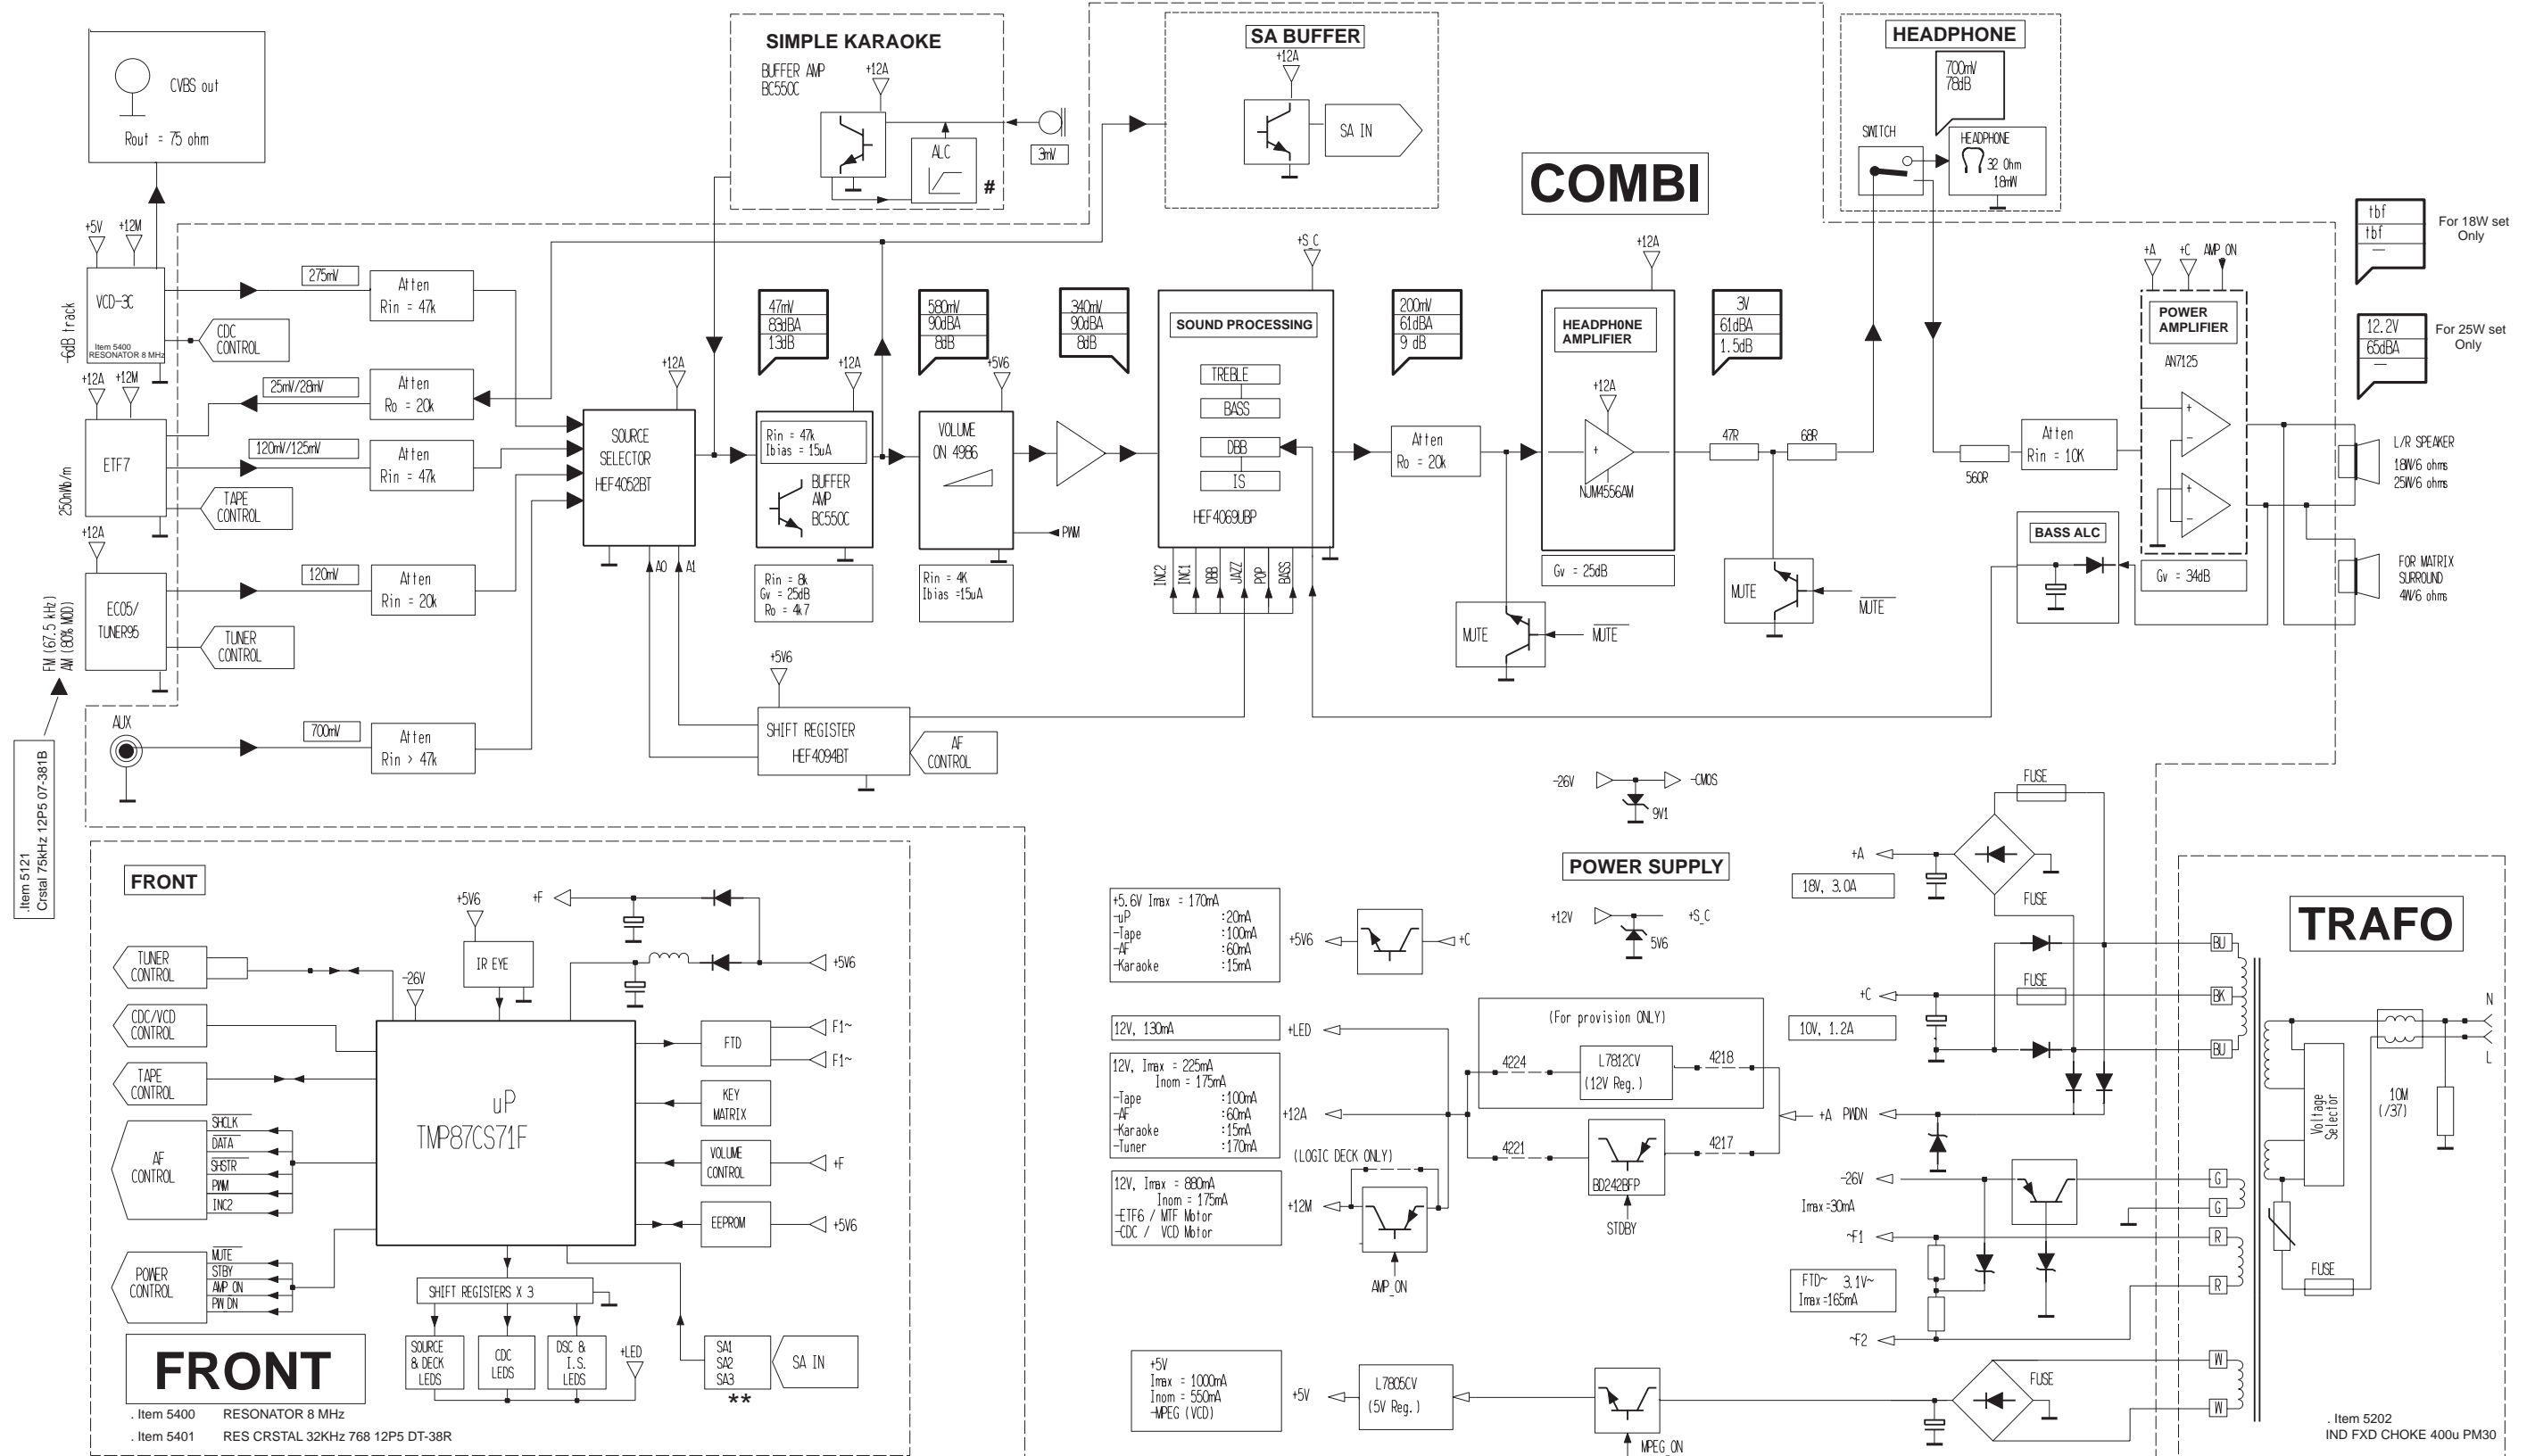 CVBS out
Rout = 75 ohm
SIMPLE KARAOKE
BUFFER AMP
BC550C
+12A
ALC
#
3mV
SA BUFFER
+12A
SA IN
COMBI
HEADPHONE
700mV
78dB
SWITCH
HEADPHONE
32 Ohm
18mW
tbf
tbf
—
For 18W set
Only
12.2V
65dBA
—
For 25W set
Only
+5V
+12M
VCD-3C
Item 5400
RESONATOR 8 MHz
-6dB track
CDC
CONTROL
275mV
Atten
Rin = 47k
+12A
+12M
ETF7
250nWb/m
25mV/28mV
Atten
Ro = 20k
120mV/125mV
Atten
Rin = 47k
TAPE
CONTROL
+12A
EC05/
TUNER95
FM (67.5 kHz)
AM (80% MOD)
120mV
Atten
Rin = 20k
TUNER
CONTROL
AUX
700mV
Atten
Rin > 47k
.Item 5121
Crstal 75kHz 12P5 07-381B
+12A
SOURCE
SELECTOR
HEF4052BT
A0
A1
47mV
83dBA
13dB
+12A
Rin = 47k
Ibias = 15uA
BUFFER
AMP
BC550C
Rin = 8k
Gv = 25dB
Ro = 4k7
580mV
90dBA
8dB
+5V6
VOLUME
ON 4986
PWM
Rin = 4K
Ibias =15uA
340mV
90dBA
8dB
+S_C
SOUND PROCESSING
TREBLE
BASS
DBB
IS
HEF4069UBP
INC2
INC1
DBB
JAZZ
POP
BASS
200mV
61dBA
9 dB
Atten
Ro = 20k
+12A
HEADPHONE
AMPLIFIER
+12A
+
NJM4556AM
Gv = 25dB
3V
61dBA
1.5dB
47R
68R
MUTE
MUTE
MUTE
MUTE
560R
Atten
Rin = 10K
+A
+C
AMP_ON
POWER
AMPLIFIER
AN7125
+
-
+
-
Gv = 34dB
BASS ALC
L/R SPEAKER
18W/6 ohms
25W/6 ohms
FOR MATRIX
SURROUND
4W/6 ohms
+5V6
SHIFT REGISTER
HEF4094BT
AF
CONTROL
FRONT
TUNER
CONTROL
CDC/VCD
CONTROL
TAPE
CONTROL
AF
CONTROL
SHCLK
DATA
SHSTR
PWM
INC2
POWER
CONTROL
MUTE
STBY
AMP_ON
PW DN
-26V
+5V6
IR EYE
+F
+5V6
uP
TMP87CS71F
FTD
F1~
F1~
KEY
MATRIX
VOLUME
CONTROL
+F
EEPROM
+5V6
SHIFT REGISTERS X 3
SOURCE
& DECK
LEDS
CDC
LEDS
DSC &
I.S.
LEDS
+LED
SA1
SA2
SA3
**
SA IN
FRONT
. Item 5400 RESONATOR 8 MHz
. Item 5401 RES CRSTAL 32KHz 768 12P5 DT-38R
-26V
-CMOS
9V1
POWER SUPPLY
+12V
+S_C
5V6
+5.6V Imax = 170mA
-uP :20mA
-Tape :100mA
-AF :60mA
-Karaoke :15mA
+5V6
+C
12V, 130mA
+LED
12V, Imax = 225mA
Inom = 175mA
-Tape :100mA
-AF :60mA
-Karaoke :15mA
-Tuner :170mA
+12A
12V, Imax = 880mA
Inom = 175mA
-ETF6 / MTF Motor
-CDC / VCD Motor
+12M
(LOGIC DECK ONLY)
AMP_ON
(For provision ONLY)
4224
L7812CV
(12V Reg.)
4218
4221
BD242BFP
4217
STDBY
+A
+5V
Imax = 1000mA
Inom = 550mA
-MPEG (VCD)
+5V
L7805CV
(5V Reg.)
MPEG_ON
FUSE
+A
18V, 3.0A
FUSE
+C
FUSE
10V, 1.2A
PWDN
-26V
Imax =30mA
~F1
FTD~ 3.1V~
Imax =165mA
~F2
FUSE
TRAFO
BU
BK
BU
G
G
R
R
W
W
Voltage
Selector
N
L
10M
(/37)
FUSE
. Item 5202
IND FXD CHOKE 400u PM30